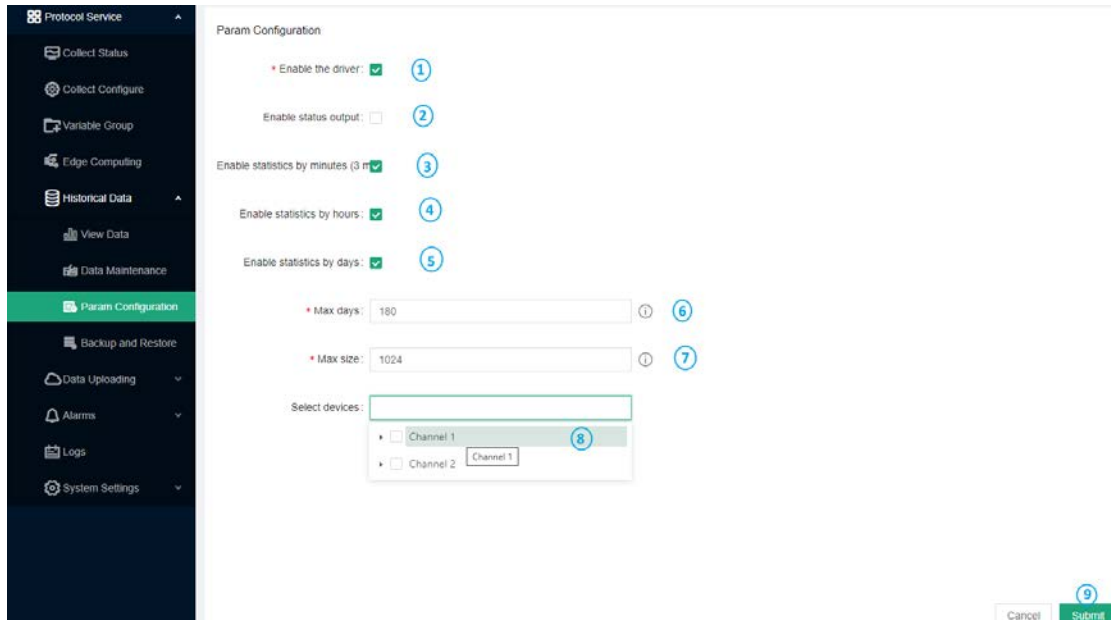 Protocol Service
Collect Status
Collect Configure
Variable Group
Edge Computing
Historical Data
View Data
Data Maintenance
Param Configuration
Backup and Restore
Data Uploading
Alarms
Logs
System Settings
Param Configuration
* Enable the driver: 1
Enable status output: 2
Enable statistics by minutes (3 m 3
Enable statistics by hours: 4
Enable statistics by days: 5
* Max days: 180 6
* Max size: 1024 7
Select devices:
Channel 1 8
Channel 2 Channel 1
9
Cancel Submit